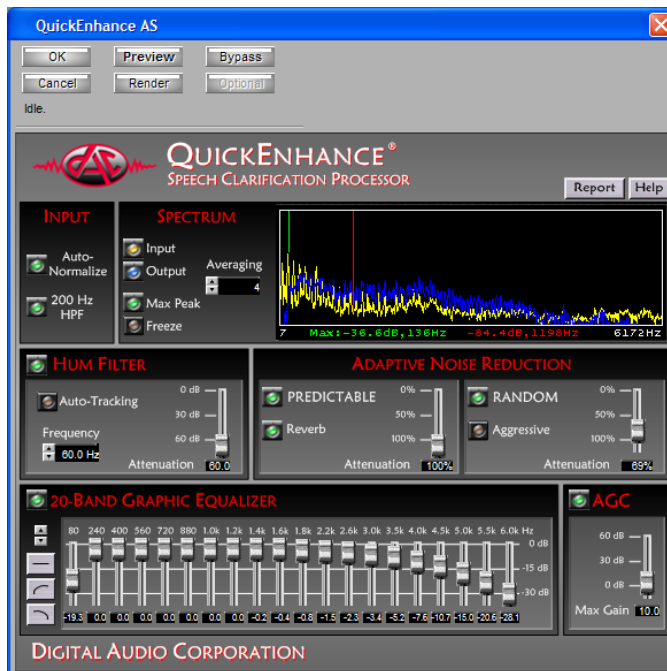 QuickEnhance AS
OK Preview Bypass
Cancel Render Optional
Idle.
dAC
QUICKENHANCE®
SPEECH CLARIFICATION PROCESSOR
Report Help
INPUT
Auto-Normalize
200 Hz HPF
SPECTRUM
Input
Output
Max Peak
Freeze
Averaging
4
7 Max:-36.6dB,136Hz -84.4dB,1198Hz 6172Hz
HUM FILTER
Auto-Tracking
Frequency
60.0 Hz
0 dB
30 dB
60 dB
Attenuation 60.0
ADAPTIVE NOISE REDUCTION
PREDICTABLE
Reverb
0%
50%
100%
Attenuation 100%
RANDOM
Aggressive
0%
50%
100%
Attenuation 69%
20-BAND GRAPHIC EQUALIZER
80 240 400 560 720 880 1.0k 1.2k 1.4k 1.6k 1.8k 2.2k 2.6k 3.0k 3.5k 4.0k 4.5k 5.0k 5.5k 6.0k Hz
0 dB
-15 dB
-30 dB
-19.3 0.0 0.0 0.0 0.0 0.0 0.0 0.0 -0.2 -0.4 -0.8 -1.5 -2.3 -3.4 -5.2 -7.6 -10.7 -15.0 -20.6 -28.1
AGC
60 dB
30 dB
0 dB
Max Gain 10.0
DIGITAL AUDIO CORPORATION